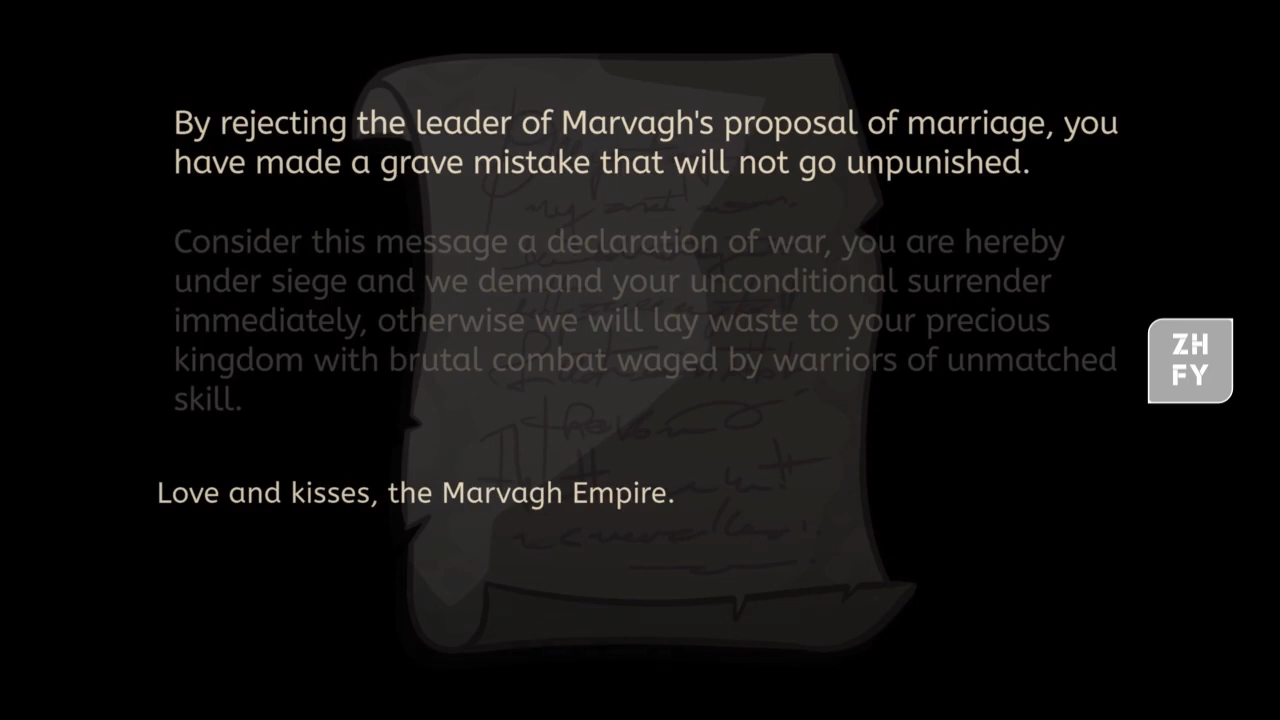 By rejecting the leader of Marvagh's proposal of marriage, you
have made a grave mistake that will not go unpunished.
Consider this message a declaration of war, you are hereby
under siege and we demand your unconditional surrender
immediately, otherwise we will lay waste to your precious
kingdom with brutal combat waged by warriors of unmatched
skill.
ZH
FY
Love and kisses, the Marvagh Empire.